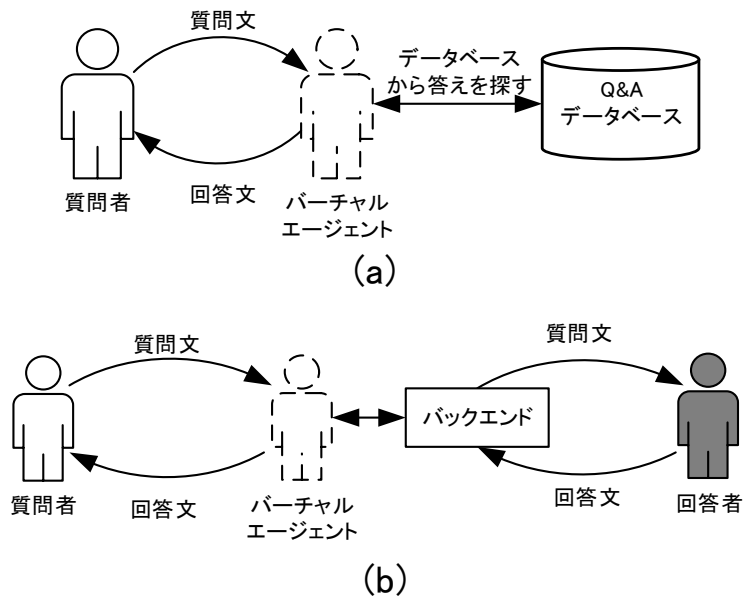 質問文
データベース
から答えを探す
Q&A
データベース
回答文
質問者
バーチャル
エージェント
(a)
質問文
質問文
バックエンド
回答文
回答文
質問者
バーチャル
エージェント
回答者
(b)